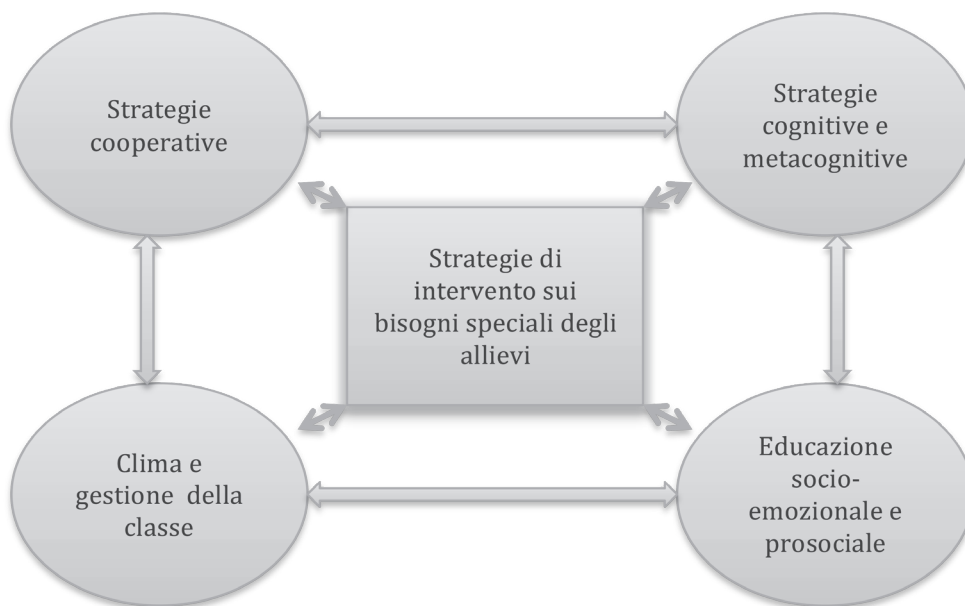 Strategie
cooperative
Strategie
cognitive e
metacognitive
Strategie di
intervento sui
bisogni speciali degli
allievi
Clima e
gestione della
classe
Educazione
socio-
emozionale e
prosociale